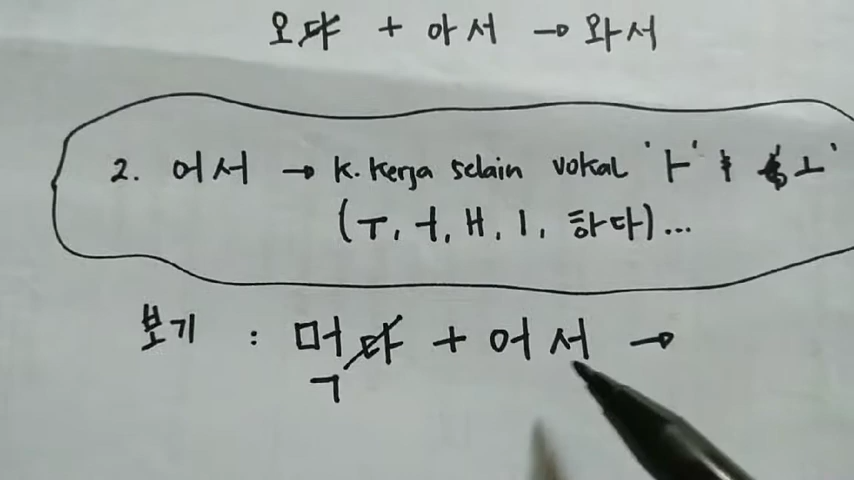 오다 + 아서 → 와서
2. 어서 → K. Kerja selain vokal 'ㅏ' & 'ㅗ'
(ㅜ, ㅓ, ㅐ, ㅣ, 하다)...
보기 : 먹다 + 어서 →